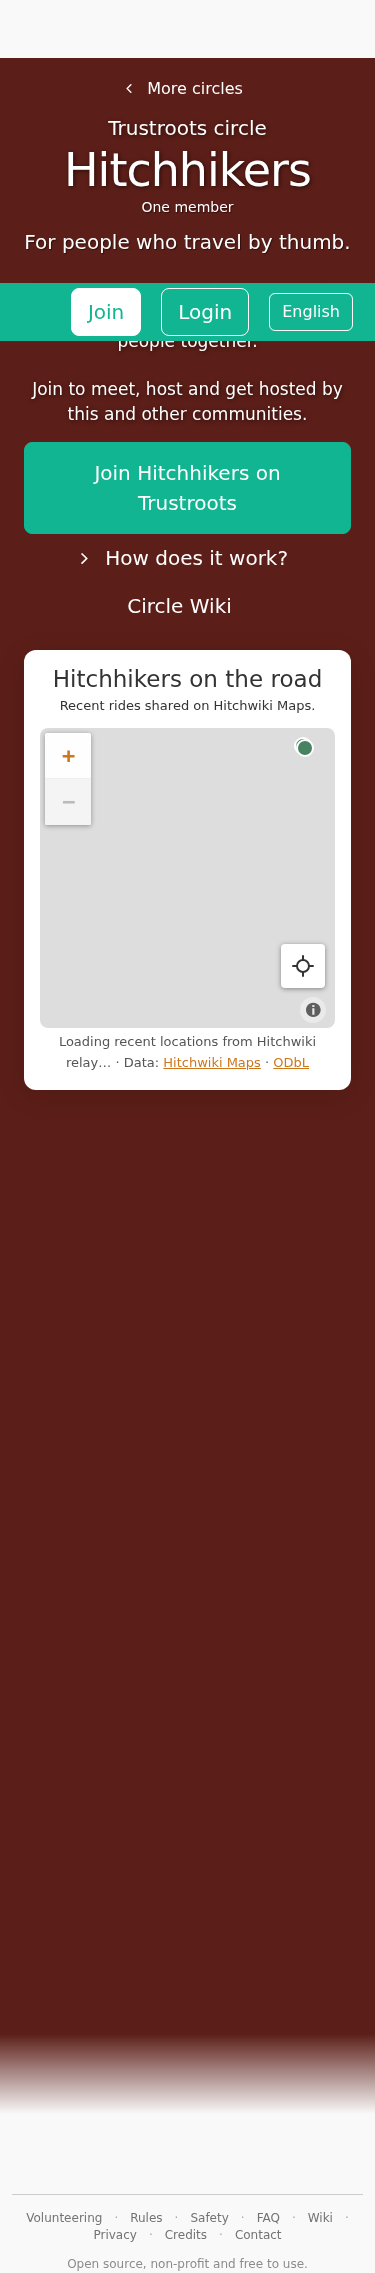 More circles
Trustroots circle
Hitchhikers
One member
For people who travel by thumb.
Join Login English
people together.
Join to meet, host and get hosted by
this and other communities.
Join Hitchhikers on
Trustroots
How does it work?
Circle Wiki
Hitchhikers on the road
Recent rides shared on Hitchwiki Maps.
+
−
Loading recent locations from Hitchwiki
relay… · Data: Hitchwiki Maps · ODbL
Volunteering · Rules · Safety · FAQ · Wiki ·
Privacy · Credits · Contact
Open source, non-profit and free to use.